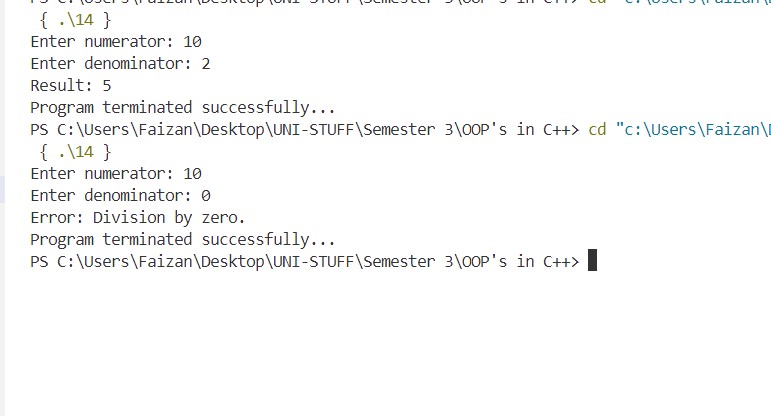 PS C:\Users\Faizan\Desktop\UNI-STUFF\Semester 3\OOP's in C++> cd "c:\Users\Faizan\
{ .\14 }
Enter numerator: 10
Enter denominator: 2
Result: 5
Program terminated successfully...
PS C:\Users\Faizan\Desktop\UNI-STUFF\Semester 3\OOP's in C++> cd "c:\Users\Faizan\
{ .\14 }
Enter numerator: 10
Enter denominator: 0
Error: Division by zero.
Program terminated successfully...
PS C:\Users\Faizan\Desktop\UNI-STUFF\Semester 3\OOP's in C++>